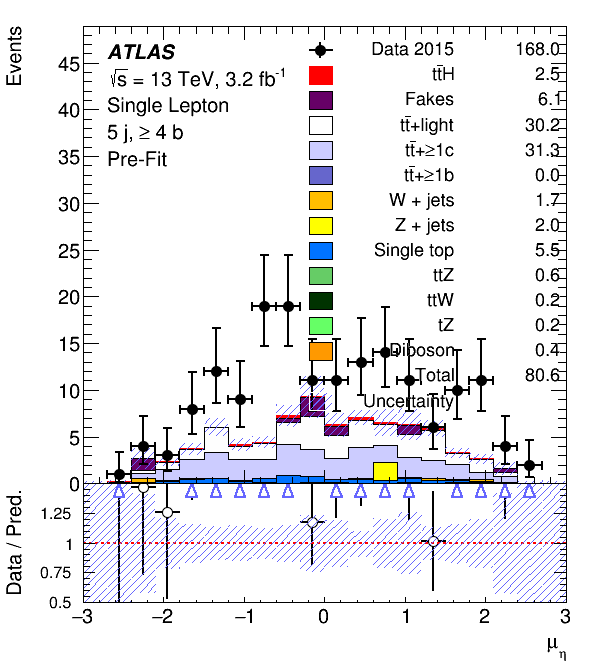 Events
45
40
35
30
25
20
15
10
5
0
ATLAS
√s = 13 TeV, 3.2 fb⁻¹
Single Lepton
5 j, ≥ 4 b
Pre-Fit
Data 2015 168.0
tt̄H 2.5
Fakes 6.1
tt̄+light 30.2
tt̄+≥1c 31.3
tt̄+≥1b 0.0
W + jets 1.7
Z + jets 2.0
Single top 5.5
ttZ 0.6
ttW 0.2
tZ 0.2
Diboson 0.4
Total 80.6
Uncertainty
Data / Pred.
1.25
1
0.75
0.5
−3 −2 −1 0 1 2 3
μ_η